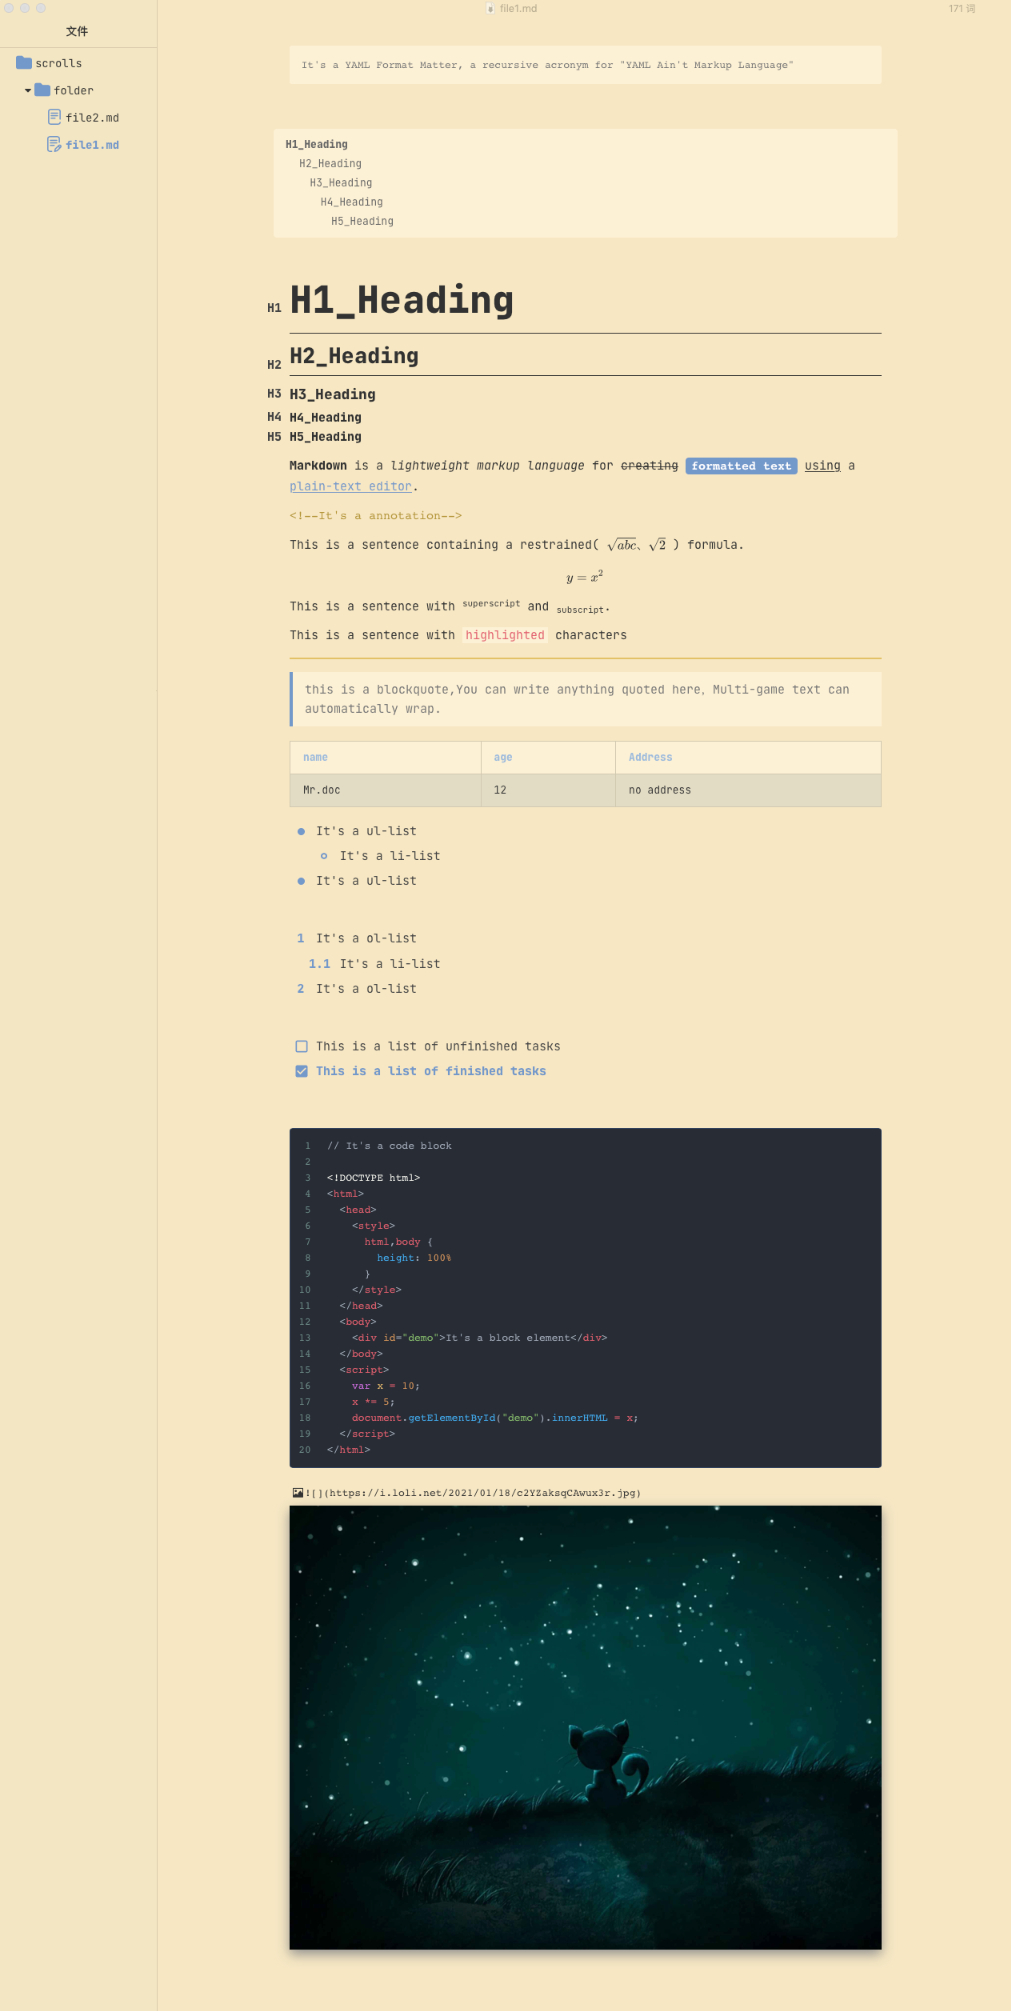 file1.md
171 词
文件
scrolls
folder
file2.md
file1.md
It's a YAML Format Matter, a recursive acronym for "YAML Ain't Markup Language"
H1_Heading
H2_Heading
H3_Heading
H4_Heading
H5_Heading
H1 H1_Heading
H2 H2_Heading
H3 H3_Heading
H4 H4_Heading
H5 H5_Heading
Markdown is a lightweight markup language for creating formatted text using a
plain-text editor.
<!--It's a annotation-->
This is a sentence containing a restrained( √abc、√2 ) formula.
y = x²
This is a sentence with superscript and subscript.
This is a sentence with highlighted characters
this is a blockquote,You can write anything quoted here, Multi-game text can
automatically wrap.
name age Address
Mr.doc 12 no address
It's a ul-list
It's a li-list
It's a ul-list
1 It's a ol-list
1.1 It's a li-list
2 It's a ol-list
This is a list of unfinished tasks
This is a list of finished tasks
1 // It's a code block
2
3 <!DOCTYPE html>
4 <html>
5 <head>
6 <style>
7 html,body {
8 height: 100%
9 }
10 </style>
11 </head>
12 <body>
13 <div id="demo">It's a block element</div>
14 </body>
15 <script>
16 var x = 10;
17 x *= 5;
18 document.getElementById("demo").innerHTML = x;
19 </script>
20 </html>
![](https://i.loli.net/2021/01/18/c2YZaksqCAwux3r.jpg)